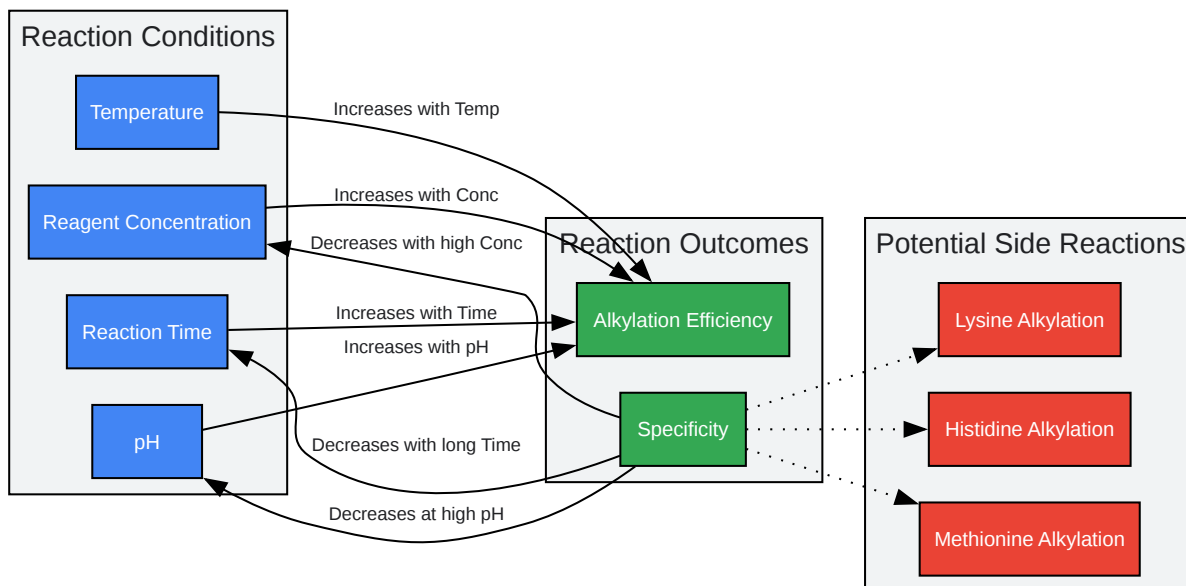 Reaction Conditions
Temperature
Reagent Concentration
Reaction Time
pH
Increases with Temp
Increases with Conc
Decreases with high Conc
Increases with Time
Increases with pH
Decreases with long Time
Decreases at high pH
Reaction Outcomes
Alkylation Efficiency
Specificity
Potential Side Reactions
Lysine Alkylation
Histidine Alkylation
Methionine Alkylation